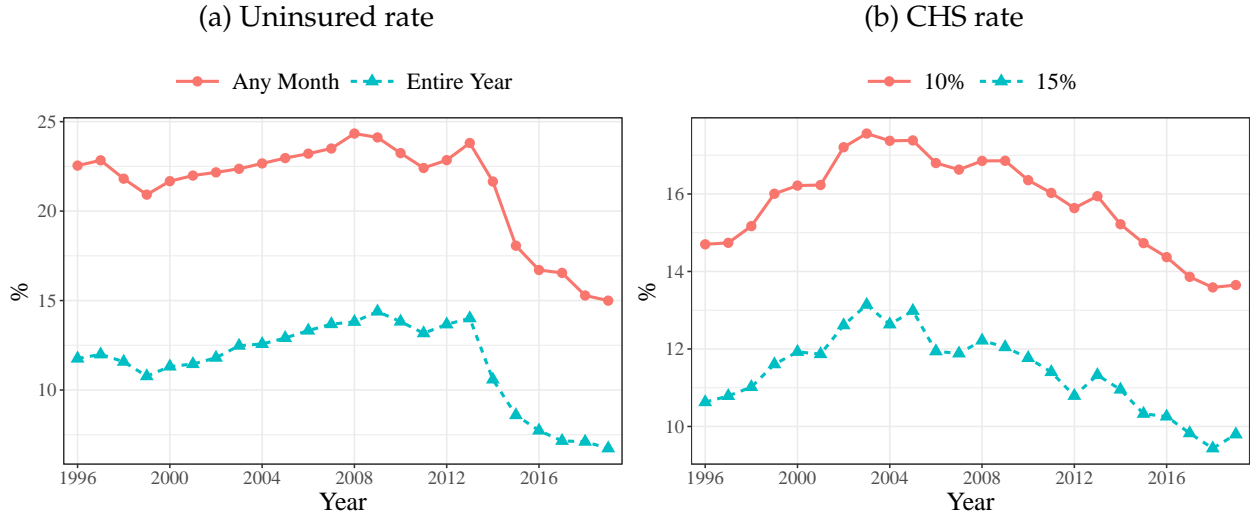 (a) Uninsured rate
Any Month Entire Year
25
20
15
10
%
1996 2000 2004 2008 2012 2016
Year
(b) CHS rate
10% 15%
16
14
12
10
%
1996 2000 2004 2008 2012 2016
Year